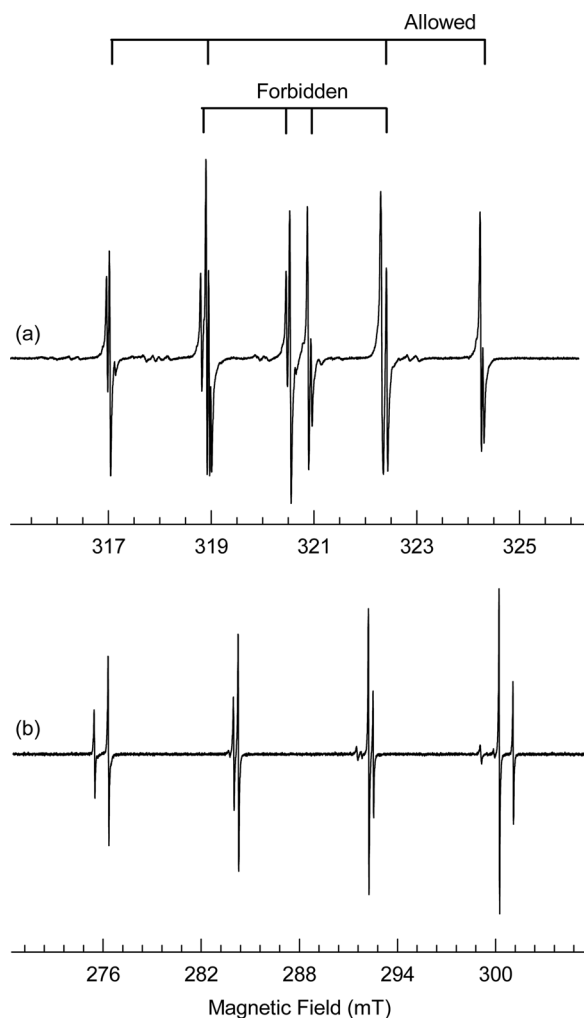 Allowed
Forbidden
(a)
317 319 321 323 325
(b)
276 282 288 294 300
Magnetic Field (mT)